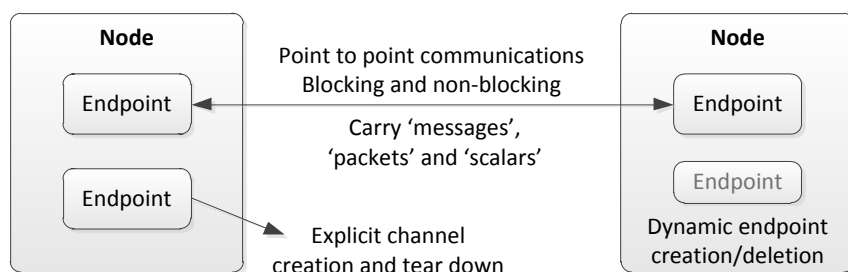 Node
Endpoint
Endpoint
Point to point communications
Blocking and non-blocking
Carry ‘messages’,
‘packets’ and ‘scalars’
Explicit channel
creation and tear down
Node
Endpoint
Endpoint
Dynamic endpoint
creation/deletion